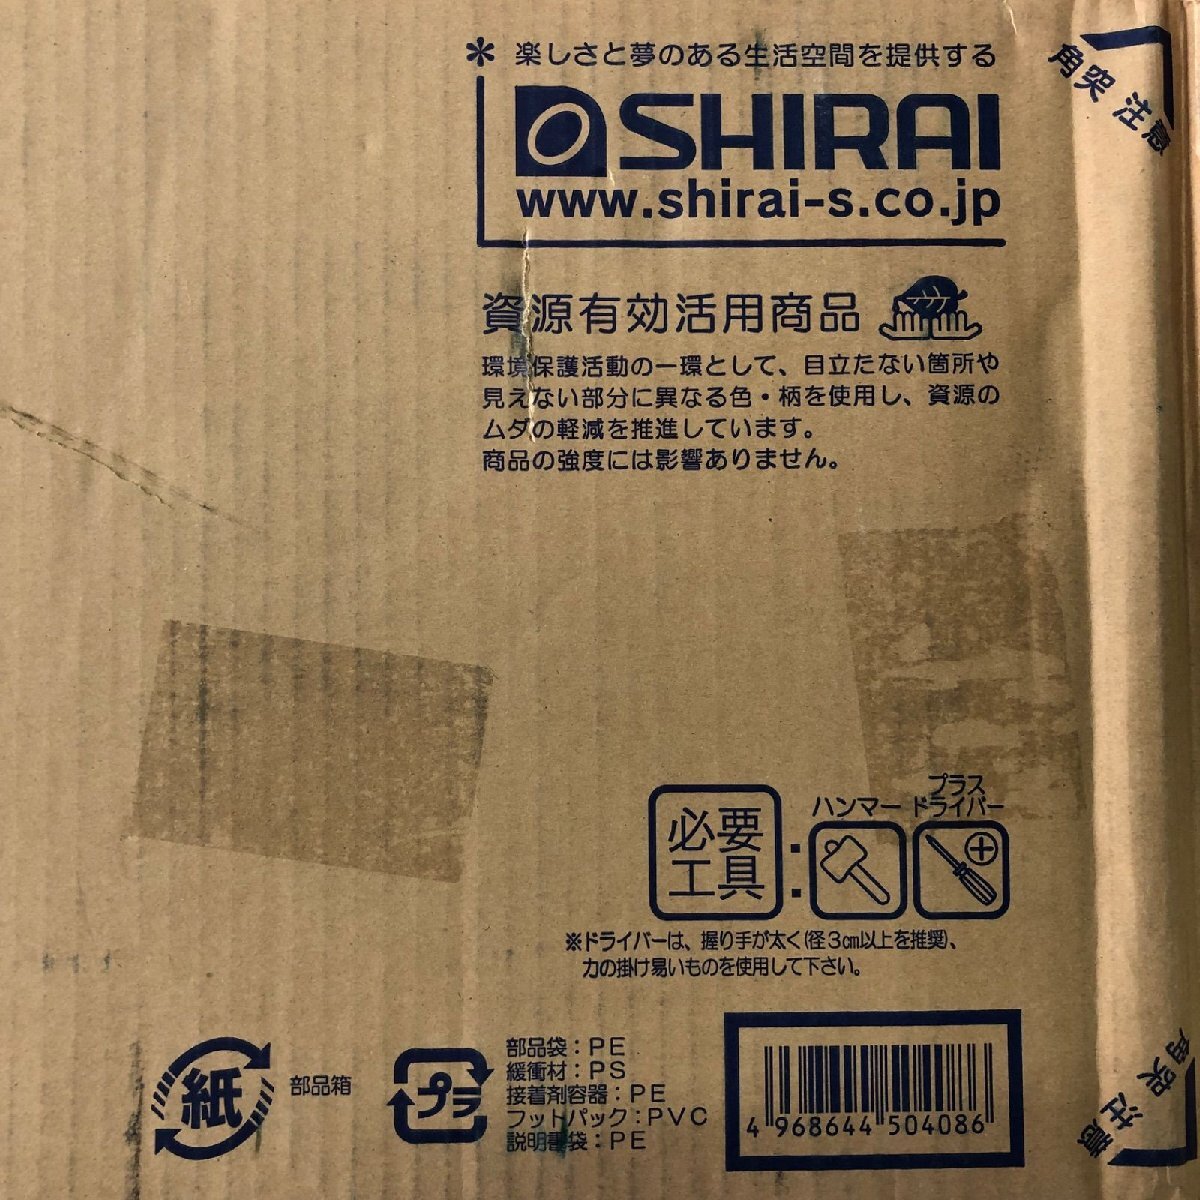 角突 注意
＊ 楽しさと夢のある生活空間を提供する
SHIRAI
www.shirai-s.co.jp
資源有効活用商品
環境保護活動の一環として、目立たない箇所や
見えない部分に異なる色・柄を使用し、資源の
ムダの軽減を推進しています。
商品の強度には影響ありません。
必要
工具
:
ハンマー
プラス
ドライバー
※ドライバーは、握り手が太く(径3㎝以上を推奨)、
力の掛け易いものを使用して下さい。
紙
部品箱
プラ
部品袋：PE
緩衝材：PS
接着剤容器：PE
フットパック：PVC
説明書袋：PE
4 968644 504086
角突 注意